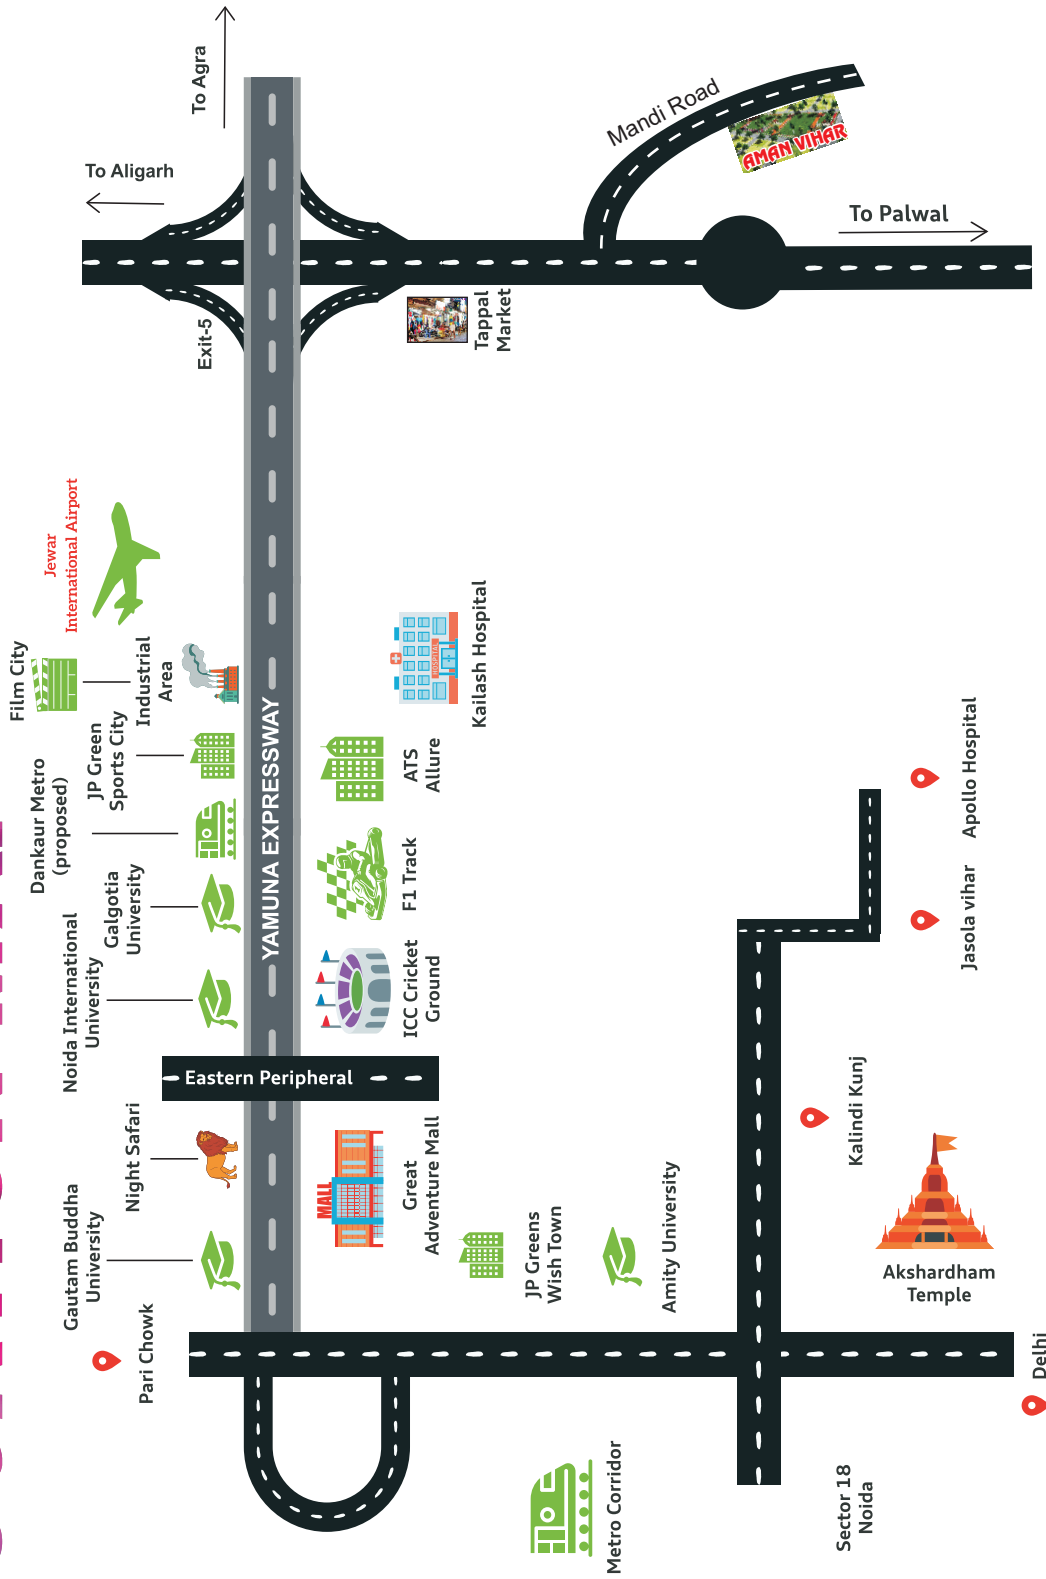 To Agra
To Aligarh
Mandi Road
AMAN VIHAR
To Palwal
Exit-5
Tappal
Market
Jewar
International Airport
Film City
Industrial
Area
JP Green
Sports City
Dankaur Metro
(proposed)
Galgotia
University
Noida International
University
YAMUNA EXPRESSWAY
HOSPITAL
Kailash Hospital
ATS
Allure
F1 Track
ICC Cricket
Ground
Eastern Peripheral
Night Safari
Gautam Buddha
University
Pari Chowk
MALL
Great
Adventure Mall
JP Greens
Wish Town
Amity University
Apollo Hospital
Jasola vihar
Kalindi Kunj
Akshardham
Temple
Delhi
Metro Corridor
Sector 18
Noida